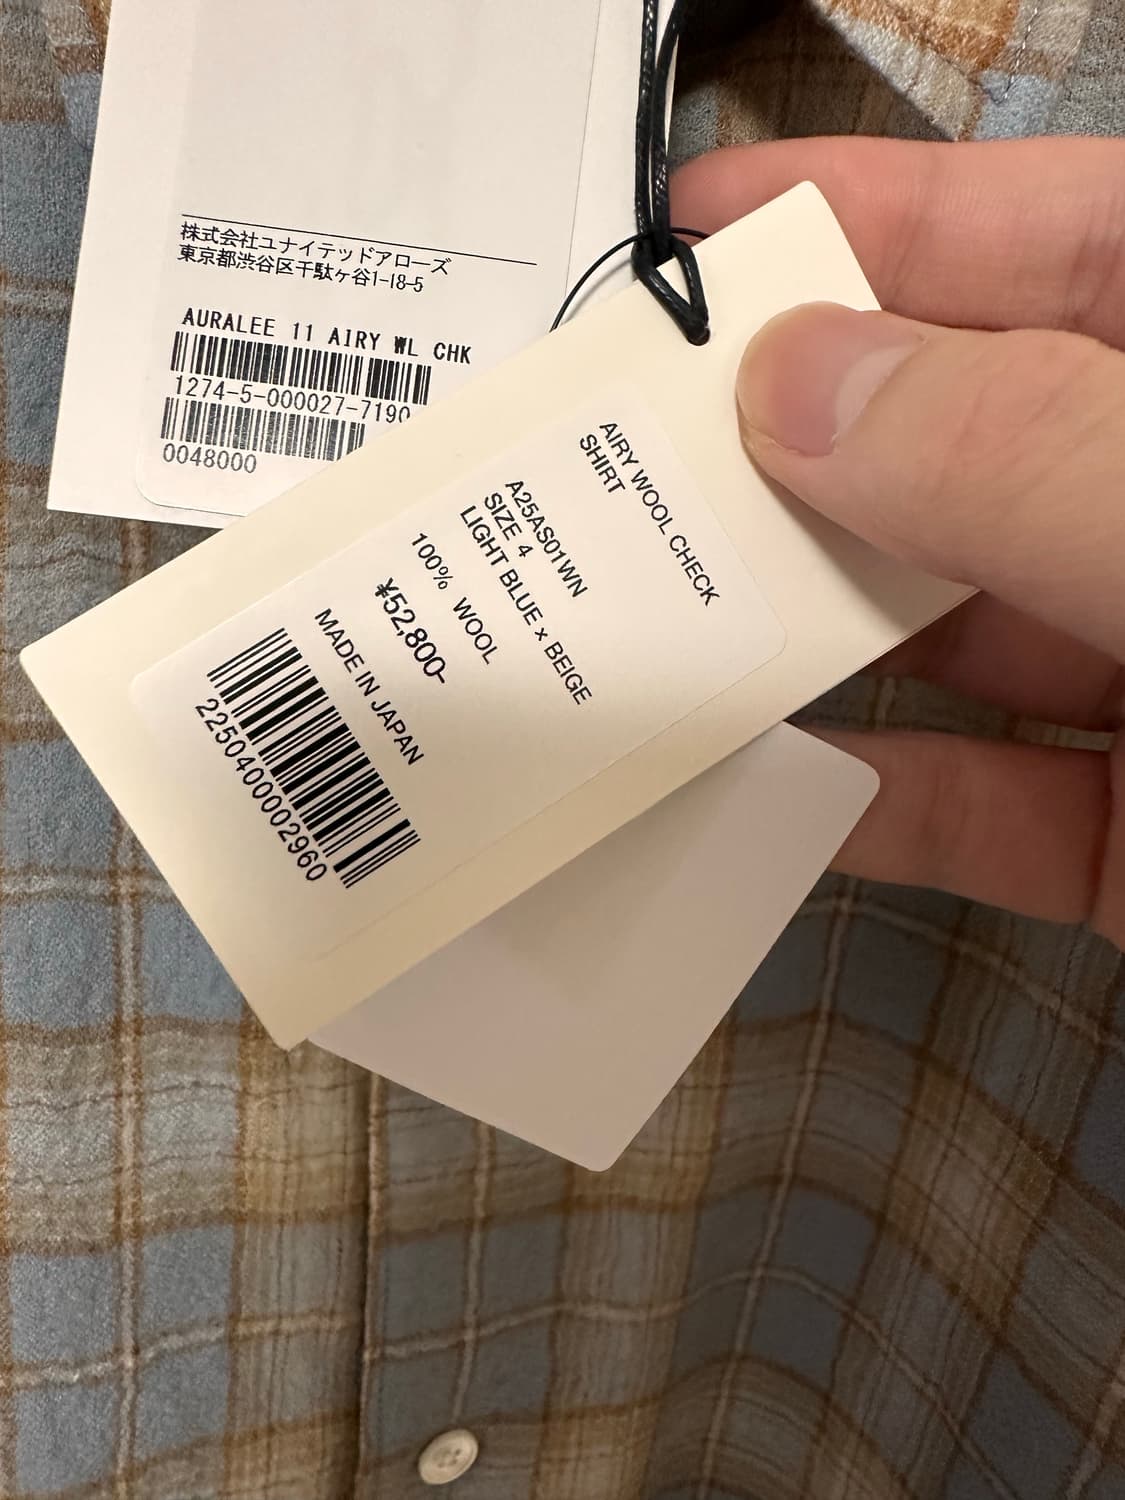 株式会社ユナイテッドアローズ
東京都渋谷区千駄ヶ谷1-18-5
AURALEE 11 AIRY WL CHK
1274-5-000027-7190
0048000
AIRY WOOL CHECK
SHIRT
A25AS01WN
SIZE 4
LIGHT BLUE × BEIGE
100% WOOL
¥52,800-
MADE IN JAPAN
2250400002960